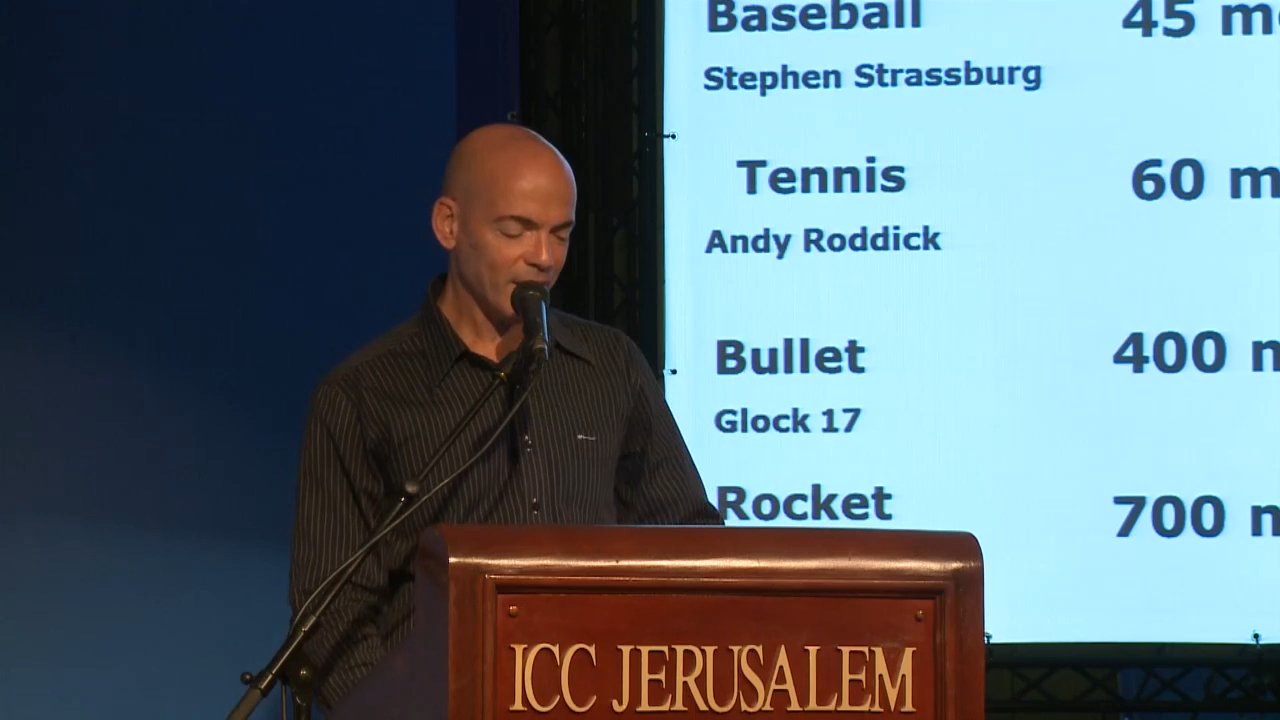 Baseball 45 m
Stephen Strassburg
Tennis 60 m
Andy Roddick
Bullet 400 m
Glock 17
Rocket 700 m
ICC JERUSALEM